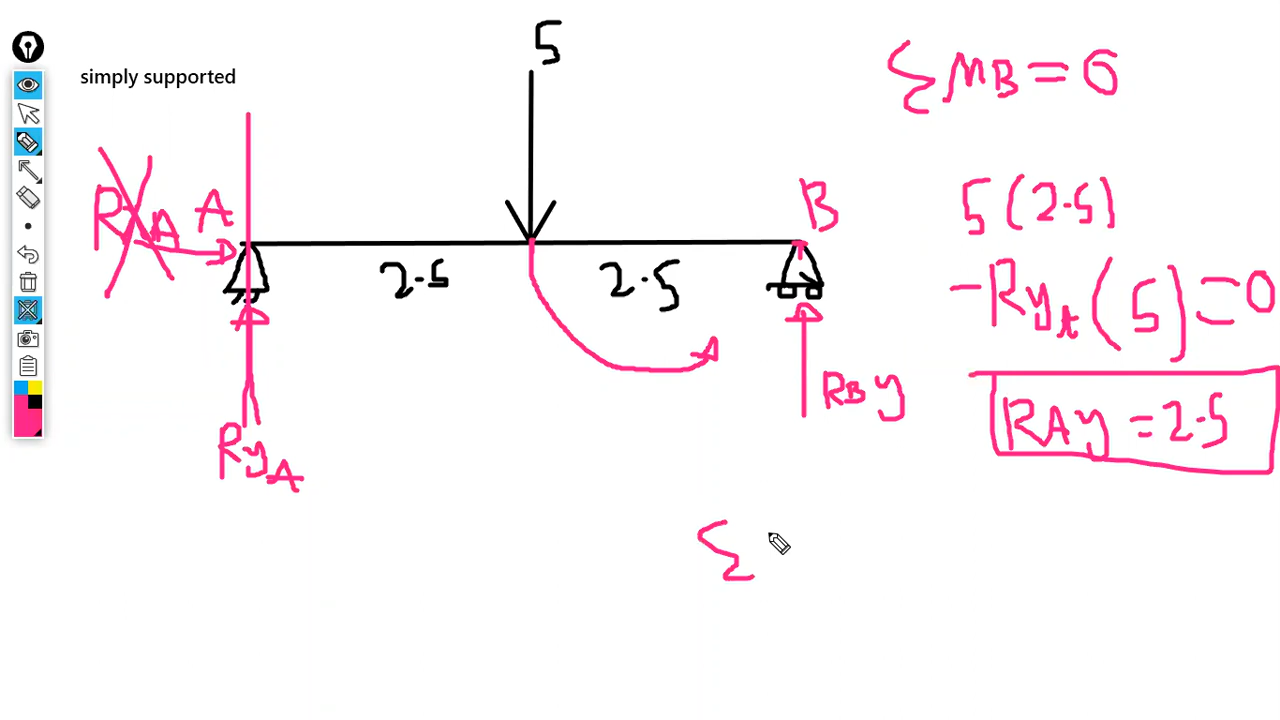 simply supported
5
A
RA
B
2.5
2.5
RyA
RBy
ΣMB=0
5(2.5)
-RyA(5)=0
RAy=2.5
Σ